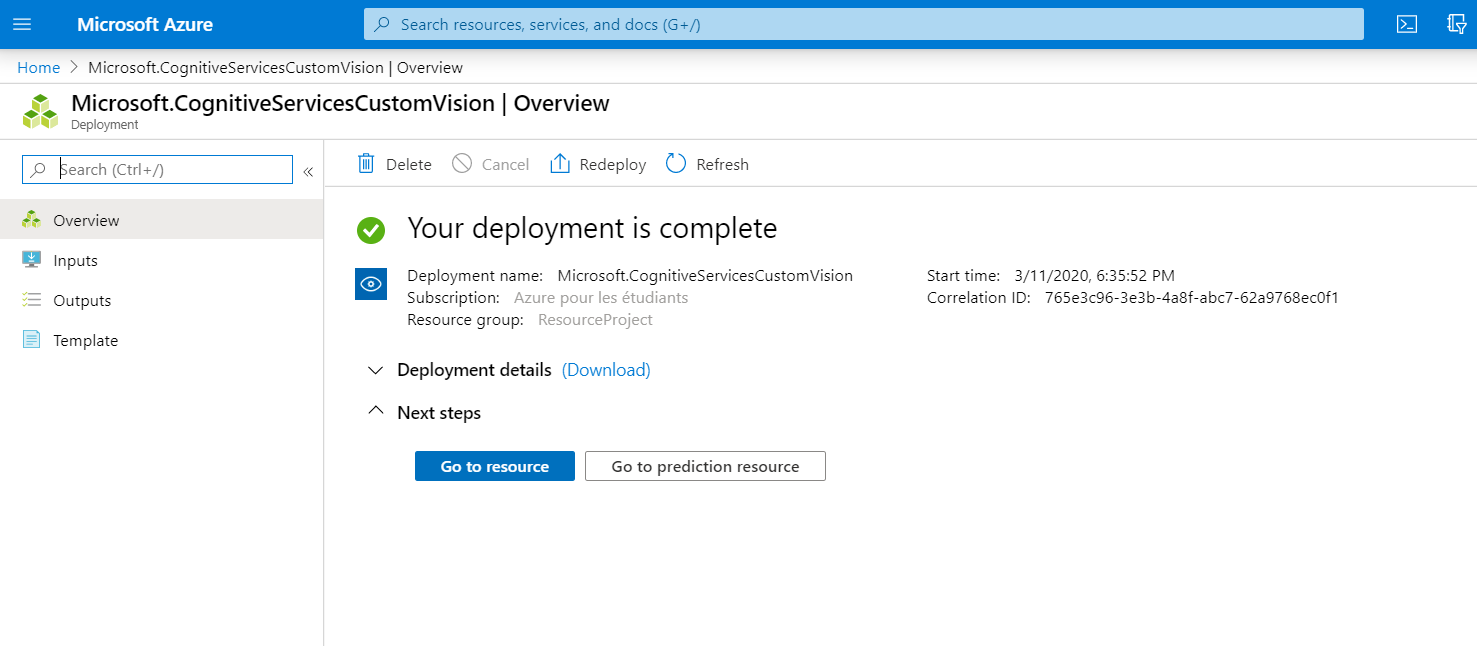 Microsoft Azure
Search resources, services, and docs (G+/)
Home > Microsoft.CognitiveServicesCustomVision | Overview
Microsoft.CognitiveServicesCustomVision | Overview
Deployment
Search (Ctrl+/)
«
Overview
Inputs
Outputs
Template
Delete Cancel Redeploy Refresh
Your deployment is complete
Deployment name: Microsoft.CognitiveServicesCustomVision
Subscription: Azure pour les étudiants
Resource group: ResourceProject
Start time: 3/11/2020, 6:35:52 PM
Correlation ID: 765e3c96-3e3b-4a8f-abc7-62a9768ec0f1
Deployment details (Download)
Next steps
Go to resource
Go to prediction resource